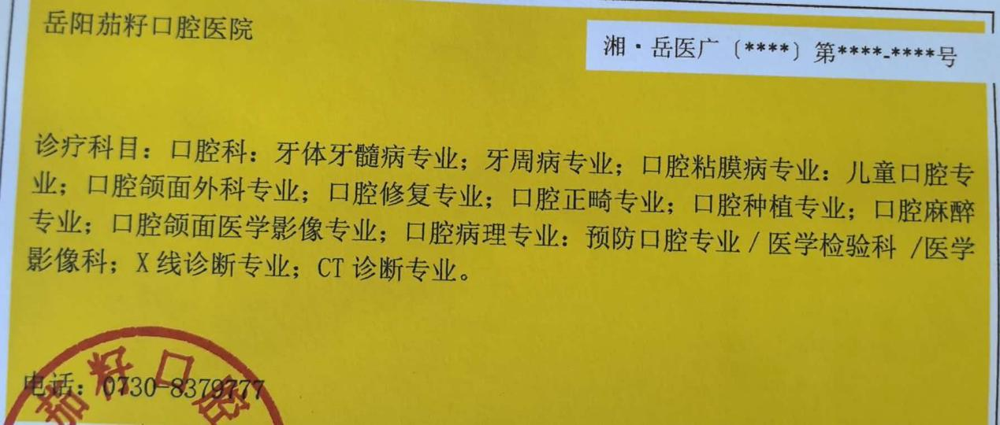 岳阳茄籽口腔医院
湘·岳医广〔****〕第****-****号
诊疗科目：口腔科：牙体牙髓病专业；牙周病专业；口腔粘膜病专业：儿童口腔专
业；口腔颌面外科专业；口腔修复专业；口腔正畸专业；口腔种植专业；口腔麻醉
专业；口腔颌面医学影像专业；口腔病理专业：预防口腔专业/医学检验科 /医学
影像科；X线诊断专业；CT诊断专业。
电话：0730-8379777
茄籽口腔